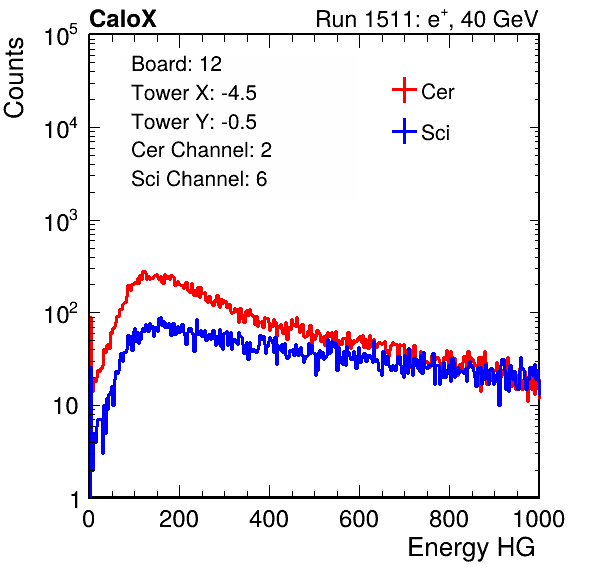 CaloX Run 1511: e⁺, 40 GeV
Counts
10⁵
10⁴
10³
10²
10
1
Board: 12
Tower X: -4.5
Tower Y: -0.5
Cer Channel: 2
Sci Channel: 6
Cer
Sci
0 200 400 600 800 1000
Energy HG